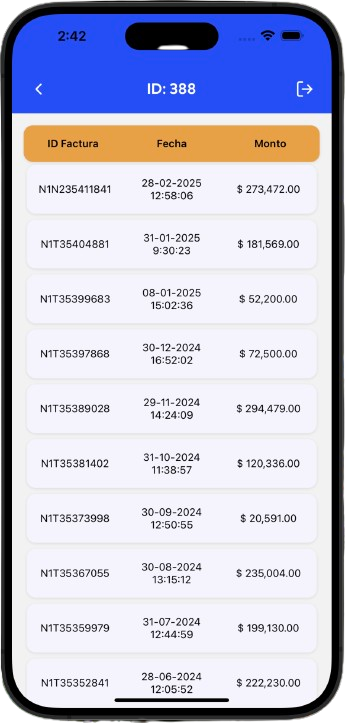 2:42
ID: 388
ID Factura Fecha Monto
N1N235411841 28-02-2025 12:58:06 $ 273,472.00
N1T35404881 31-01-2025 9:30:23 $ 181,569.00
N1T35399683 08-01-2025 15:02:36 $ 52,200.00
N1T35397868 30-12-2024 16:52:02 $ 72,500.00
N1T35389028 29-11-2024 14:24:09 $ 294,479.00
N1T35381402 31-10-2024 11:38:57 $ 120,336.00
N1T35373998 30-09-2024 12:50:55 $ 20,591.00
N1T35367055 30-08-2024 13:15:12 $ 235,004.00
N1T35359979 31-07-2024 12:44:59 $ 199,130.00
N1T35352841 28-06-2024 12:05:52 $ 222,230.00